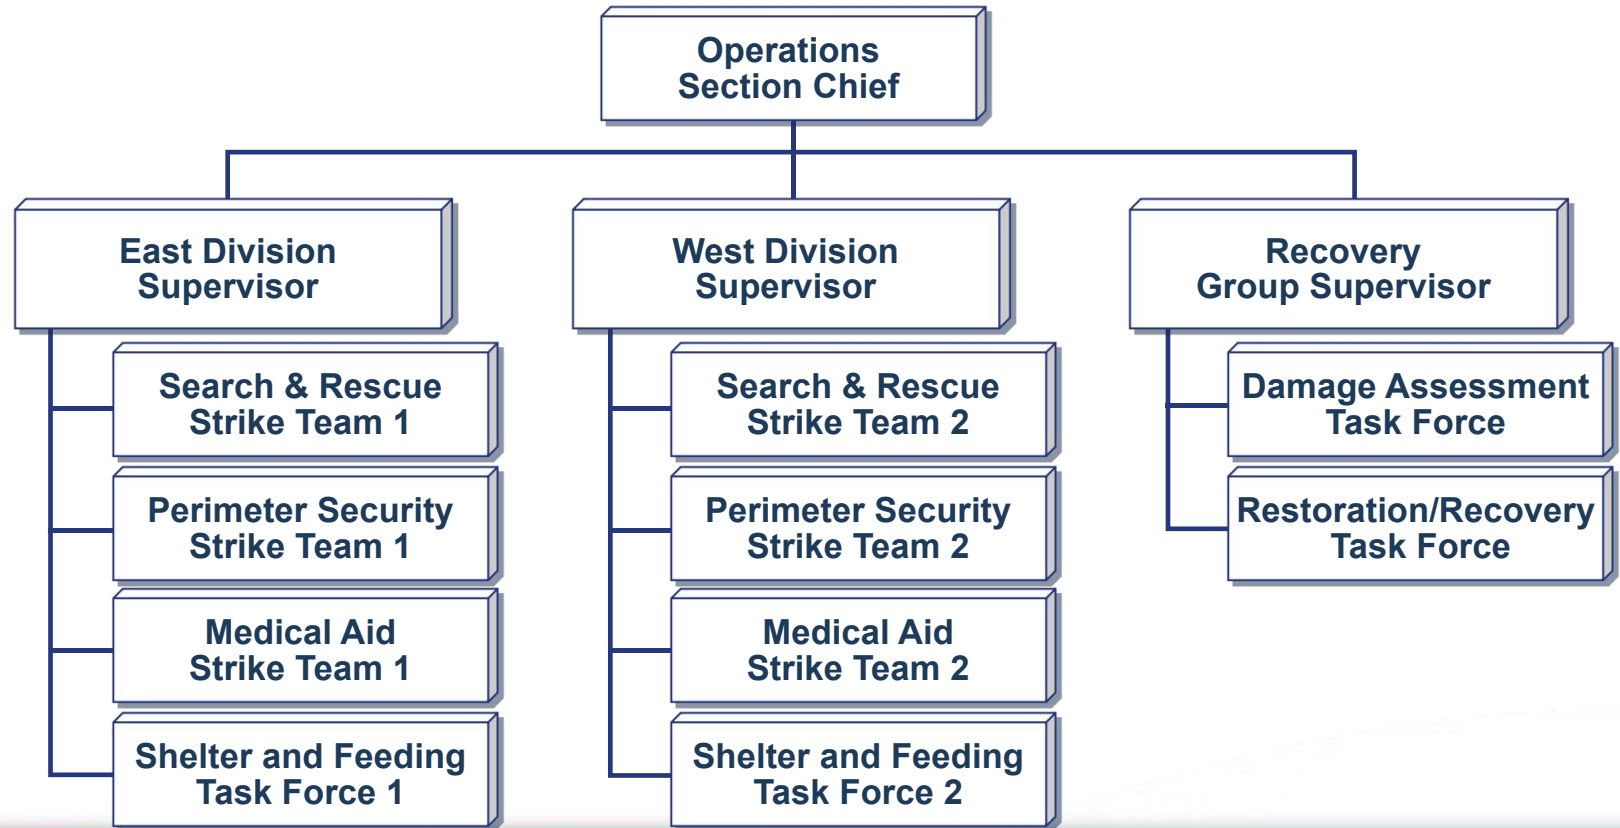 Operations
Section Chief
East Division
Supervisor
Search & Rescue
Strike Team 1
Perimeter Security
Strike Team 1
Medical Aid
Strike Team 1
Shelter and Feeding
Task Force 1
West Division
Supervisor
Search & Rescue
Strike Team 2
Perimeter Security
Strike Team 2
Medical Aid
Strike Team 2
Shelter and Feeding
Task Force 2
Recovery
Group Supervisor
Damage Assessment
Task Force
Restoration/Recovery
Task Force